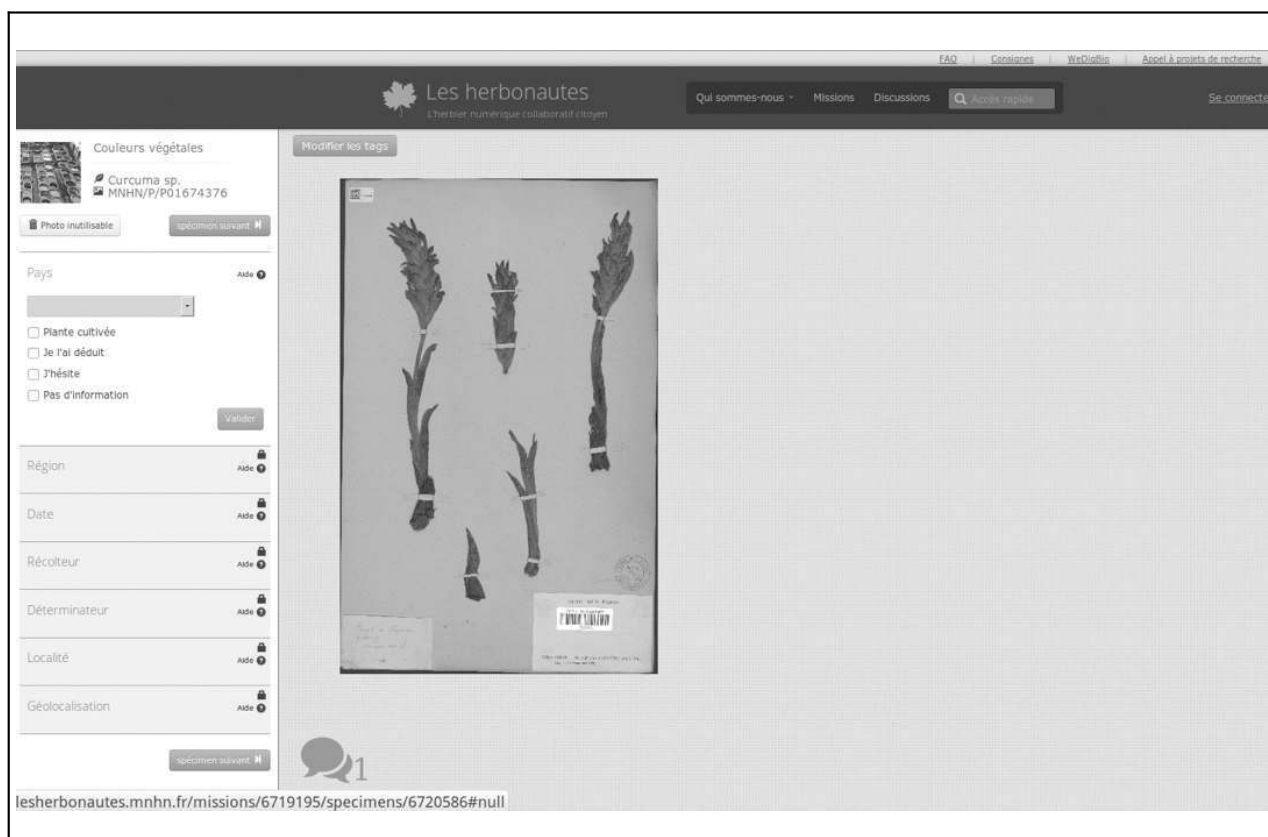 FAQ | Consignes | WeDigBio | Appel à projets de recherche
Les herbonautes
L'herbier numérique collaboratif citoyen
Qui sommes-nous
Missions
Discussions
Accès rapide
Se connecte
Couleurs végétales
Curcuma sp.
MNHN/P/P01674376
Photo inutilisable
spécimen suivant
Modifier les tags
Pays
Aide
Plante cultivée
Je l'ai déduit
J'hésite
Pas d'information
Valider
Région
Aide
Date
Aide
Récolteur
Aide
Déterminateur
Aide
Localité
Aide
Géolocalisation
Aide
spécimen suivant
1
lesherbonautes.mnhn.fr/missions/6719195/specimens/6720586#null